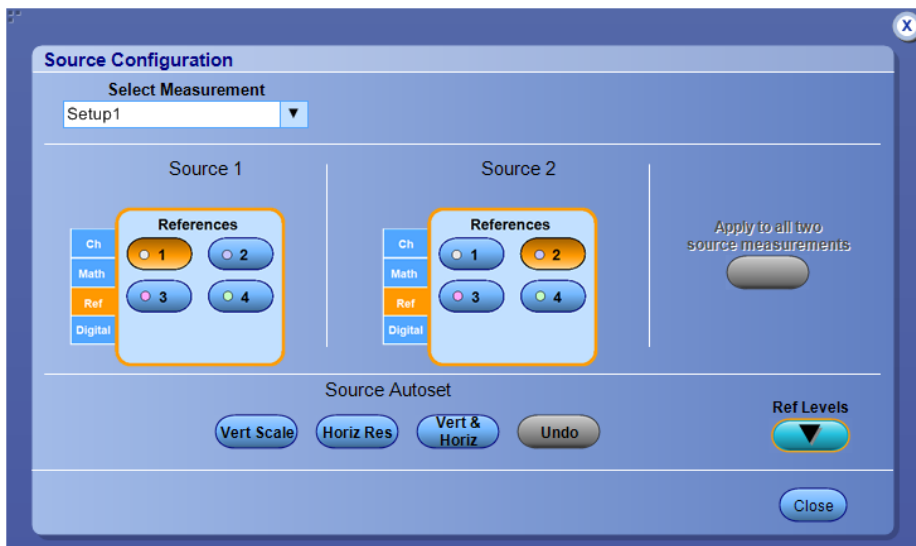 X
Source Configuration
Select Measurement
Setup1
Source 1
Ch
Math
Ref
Digital
References
1
2
3
4
Source 2
Ch
Math
Ref
Digital
References
1
2
3
4
Apply to all two
source measurements
Source Autoset
Vert Scale
Horiz Res
Vert &
Horiz
Undo
Ref Levels
Close